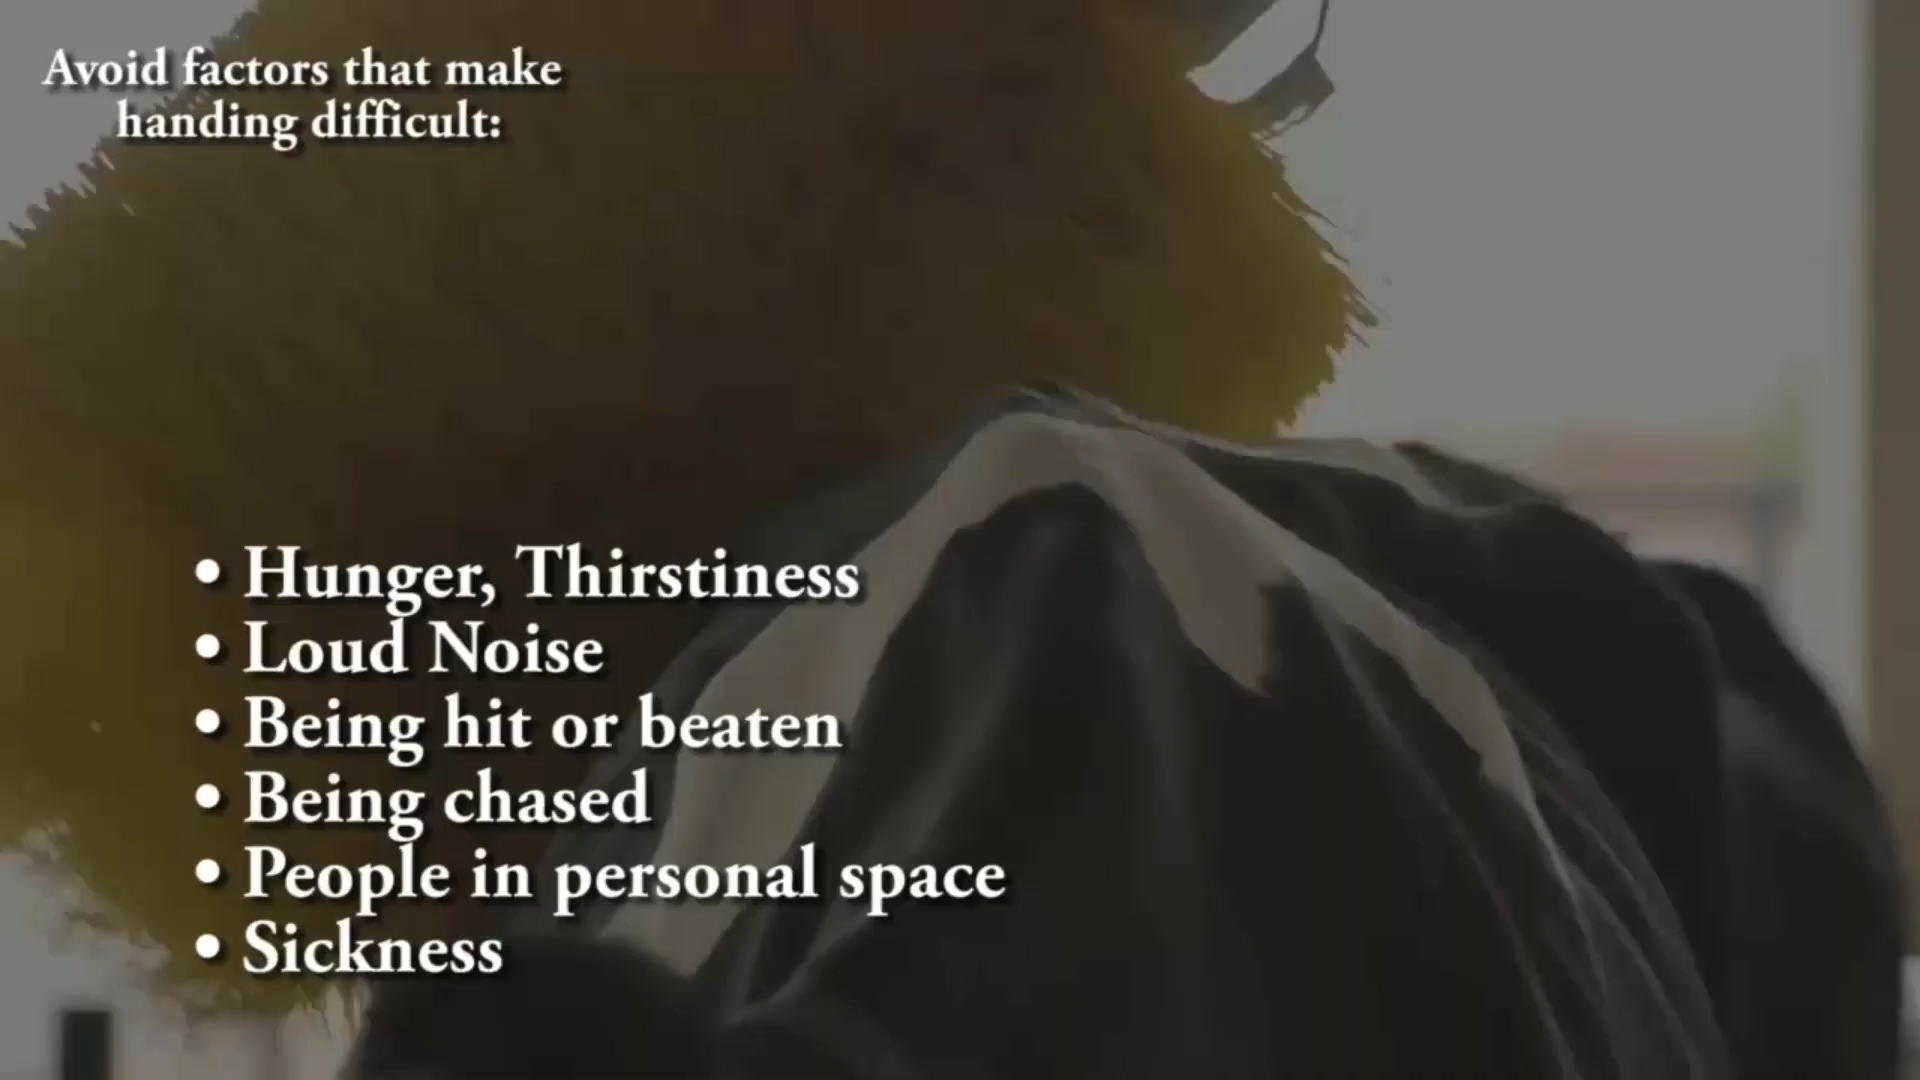 Avoid factors that make
handing difficult:
• Hunger, Thirstiness
• Loud Noise
• Being hit or beaten
• Being chased
• People in personal space
• Sickness